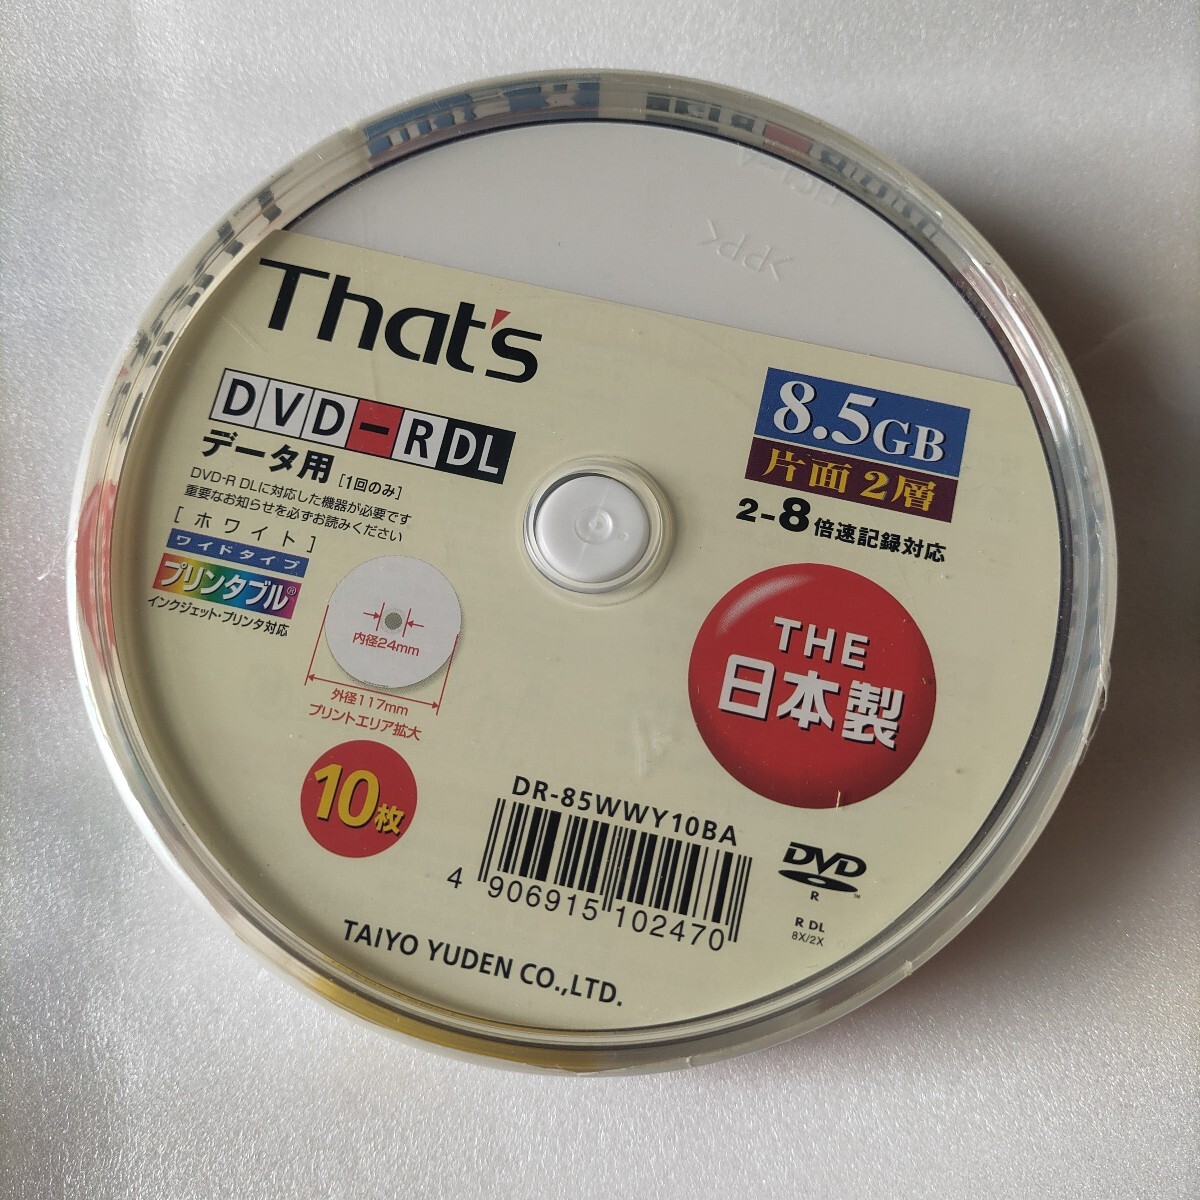 >PP<
That's
DVD-R DL
データ用 [1回のみ]
DVD-R DLに対応した機器が必要です
重要なお知らせを必ずお読みください
[ホワイト]
ワイドタイプ
プリンタブル®
インクジェット・プリンタ対応
内径24mm
外径117mm
プリントエリア拡大
10枚
8.5GB
片面2層
2-8倍速記録対応
THE
日本製
DR-85WWY10BA
4 906915 102470
DVD
R
R DL
8X/2X
TAIYO YUDEN CO.,LTD.